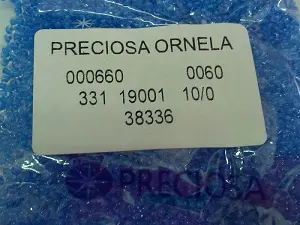 PRECIOSA ORNELA
000660 0060
331 19001 10/0
38336
PRECIOSA